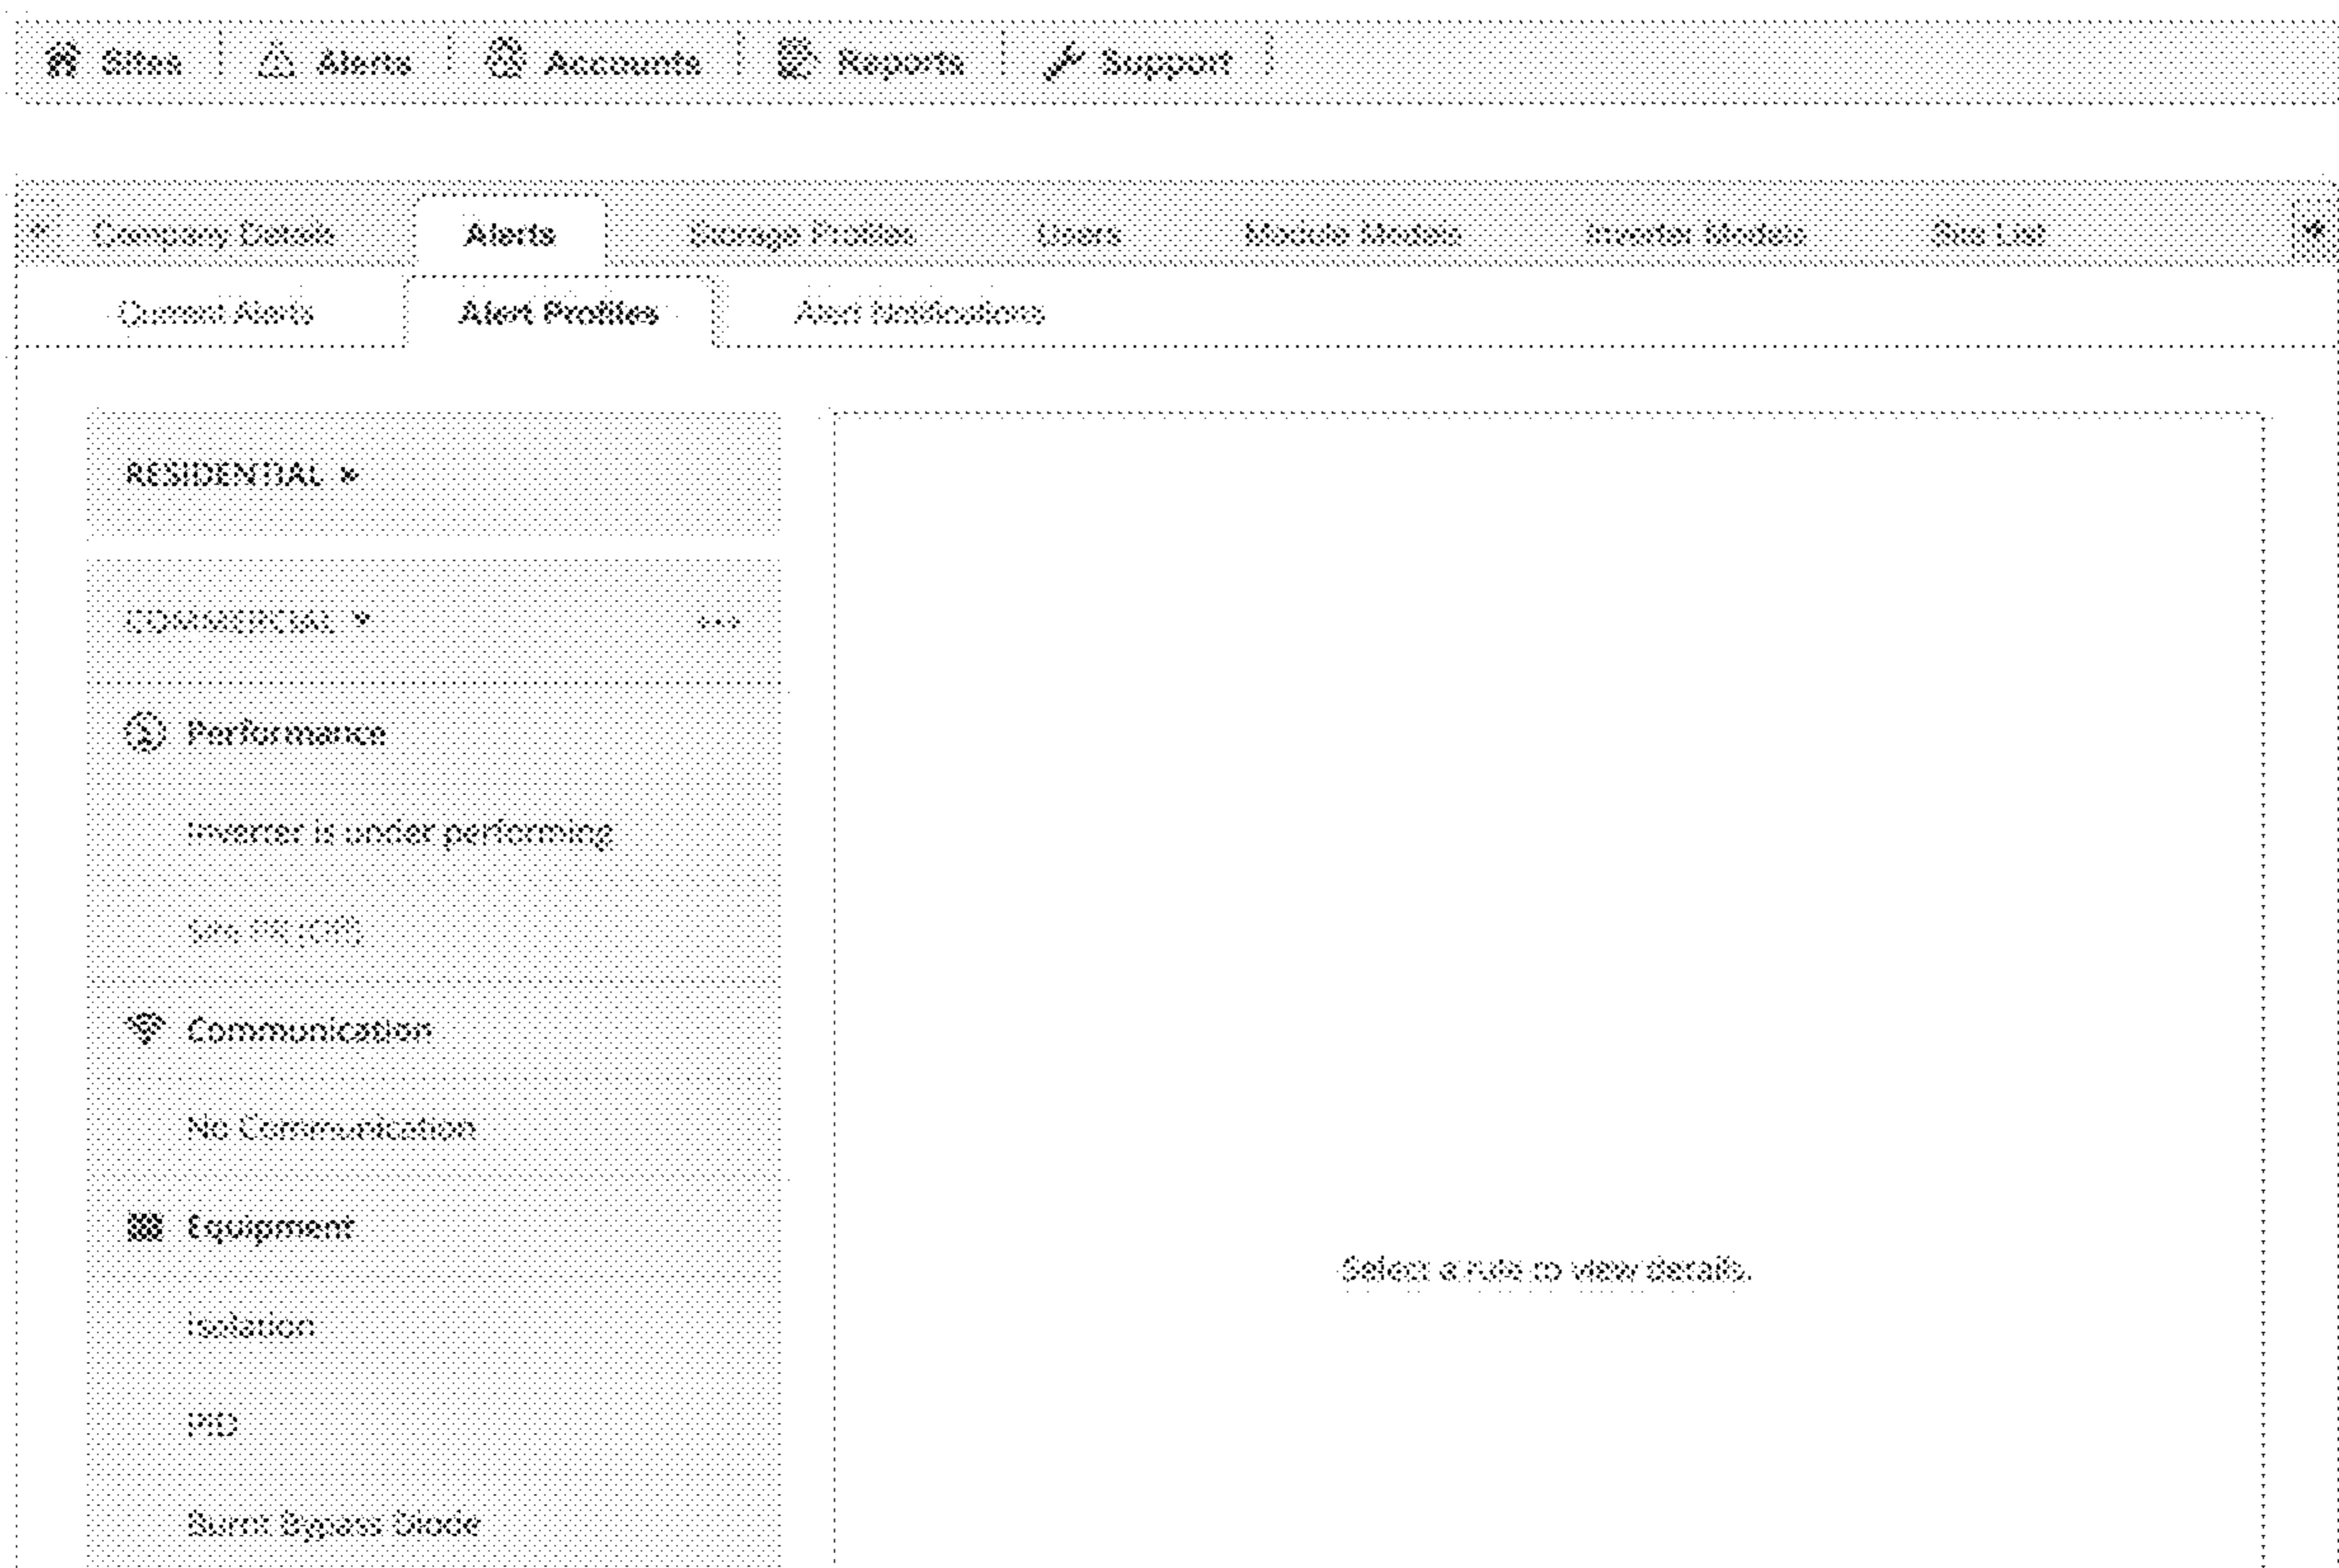 Sites Alerts Accounts Reports Support
Company Details Alerts Storage Profiles Users Module Models Inverter Models Site List
Current Alerts Alert Profiles Alert Notifications
RESIDENTIAL
COMMERCIAL ...
Performance
Inverter is under performing
(Off)
Communication
No Communication
Equipment
Isolation
PID
Burnt Bypass Diode
Select a rule to view details.